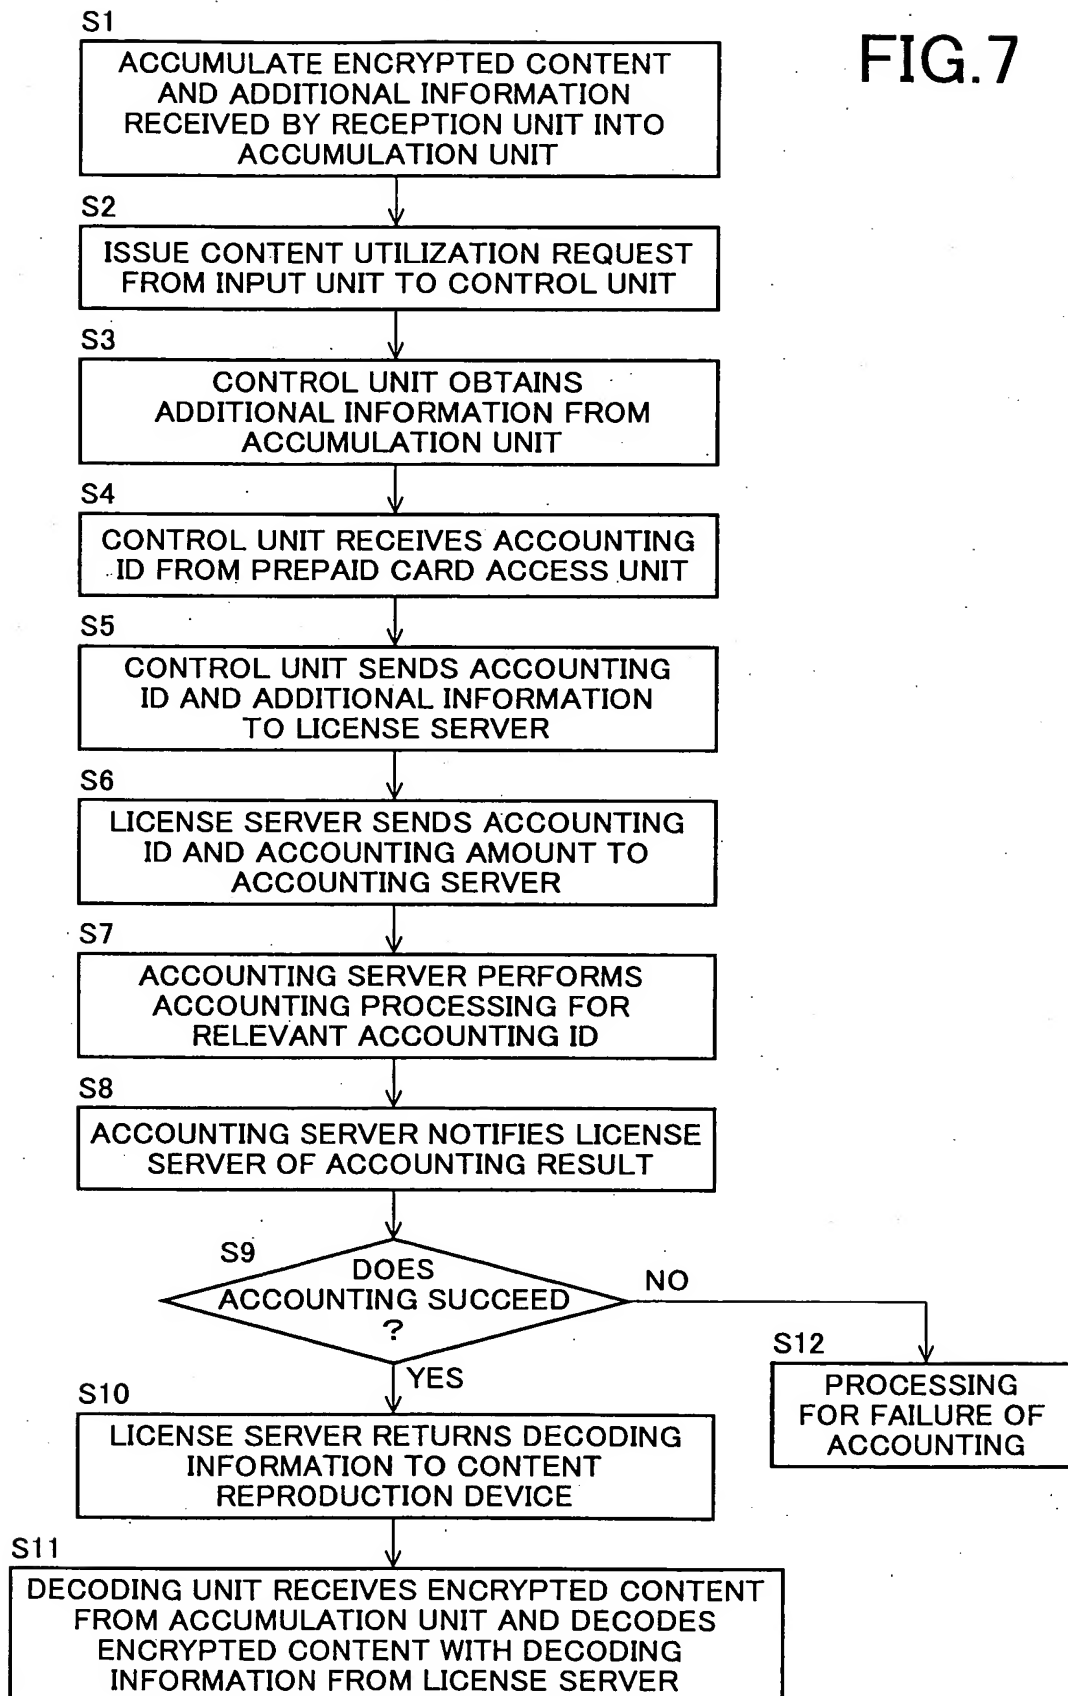 FIG.7
S1
ACCUMULATE ENCRYPTED CONTENT
AND ADDITIONAL INFORMATION
RECEIVED BY RECEPTION UNIT INTO
ACCUMULATION UNIT
S2
ISSUE CONTENT UTILIZATION REQUEST
FROM INPUT UNIT TO CONTROL UNIT
S3
CONTROL UNIT OBTAINS
ADDITIONAL INFORMATION FROM
ACCUMULATION UNIT
S4
CONTROL UNIT RECEIVES ACCOUNTING
ID FROM PREPAID CARD ACCESS UNIT
S5
CONTROL UNIT SENDS ACCOUNTING
ID AND ADDITIONAL INFORMATION
TO LICENSE SERVER
S6
LICENSE SERVER SENDS ACCOUNTING
ID AND ACCOUNTING AMOUNT TO
ACCOUNTING SERVER
S7
ACCOUNTING SERVER PERFORMS
ACCOUNTING PROCESSING FOR
RELEVANT ACCOUNTING ID
S8
ACCOUNTING SERVER NOTIFIES LICENSE
SERVER OF ACCOUNTING RESULT
S9
DOES
ACCOUNTING SUCCEED
?
NO
YES
S12
PROCESSING
FOR FAILURE OF
ACCOUNTING
S10
LICENSE SERVER RETURNS DECODING
INFORMATION TO CONTENT
REPRODUCTION DEVICE
S11
DECODING UNIT RECEIVES ENCRYPTED CONTENT
FROM ACCUMULATION UNIT AND DECODES
ENCRYPTED CONTENT WITH DECODING
INFORMATION FROM LICENSE SERVER